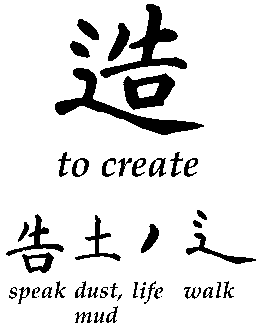 造
to create
告 土 丿 辶
speak dust, life walk
mud